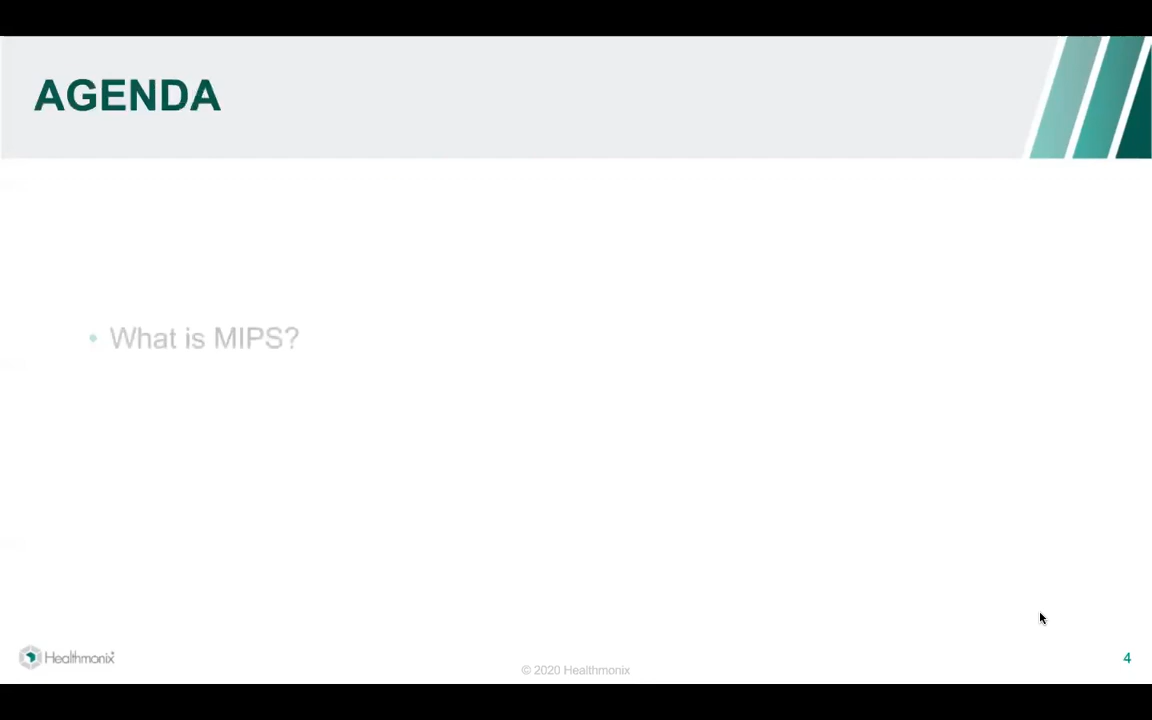 AGENDA
• What is MIPS?
Healthmonix
© 2020 Healthmonix
4